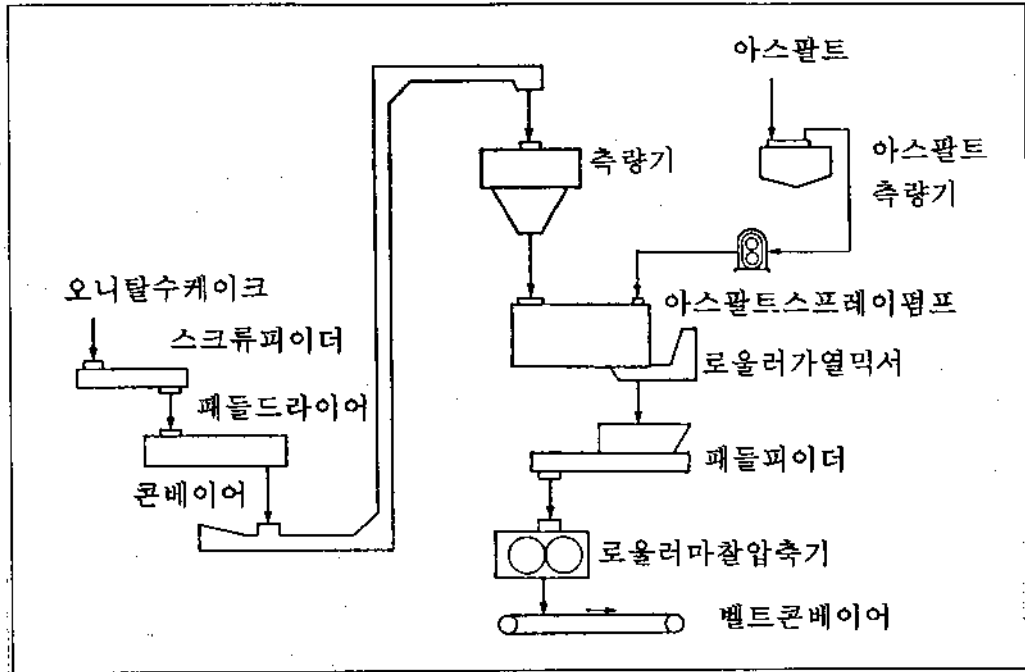 아스팔트
측량기
아스팔트
측량기
오니탈수케이크
스크류피이더
아스팔트스프레이펌프
로울러가열믹서
패들드라이어
패들피이더
콘베이어
로울러마찰압축기
벨트콘베이어